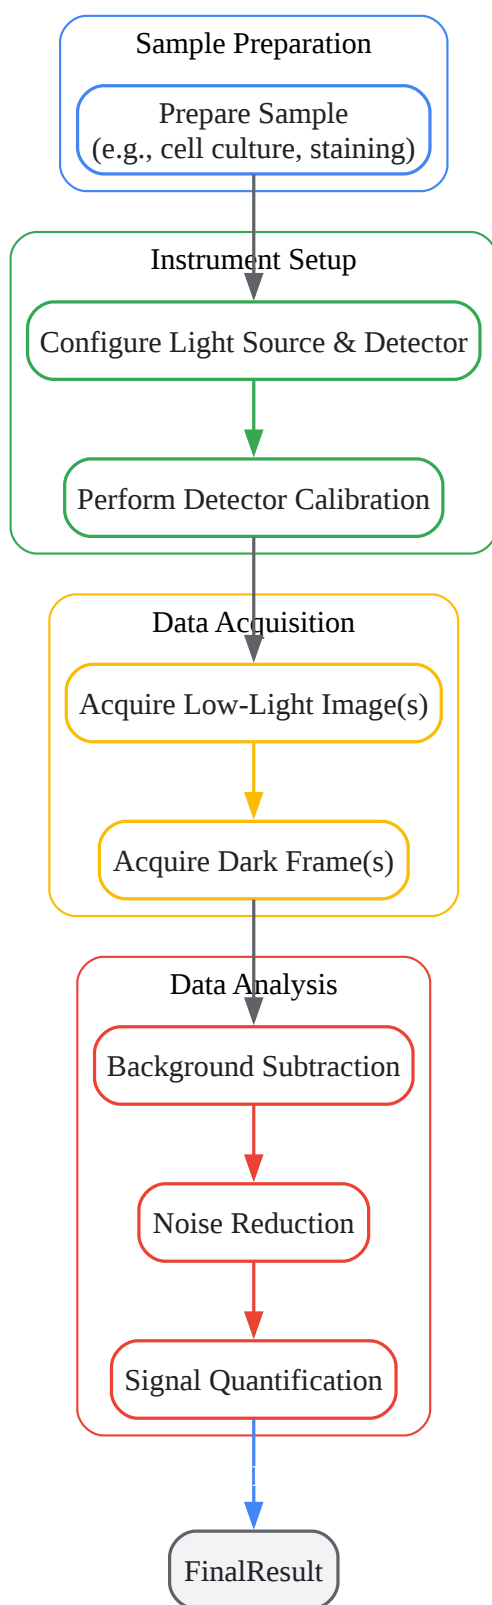 Sample Preparation
Prepare Sample
(e.g., cell culture, staining)
Instrument Setup
Configure Light Source & Detector
Perform Detector Calibration
Data Acquisition
Acquire Low-Light Image(s)
Acquire Dark Frame(s)
Data Analysis
Background Subtraction
Noise Reduction
Signal Quantification
FinalResult